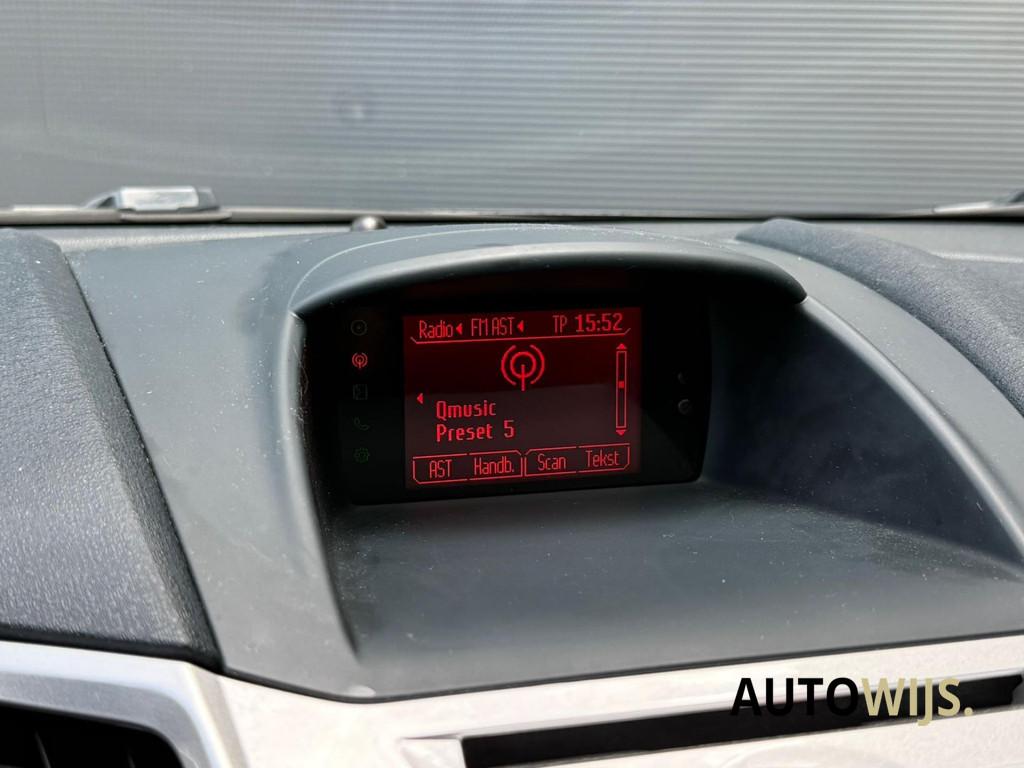 Radio FM AST TP 15:52
Qmusic
Preset 5
AST Handb. Scan Tekst
AUTOWIJS.